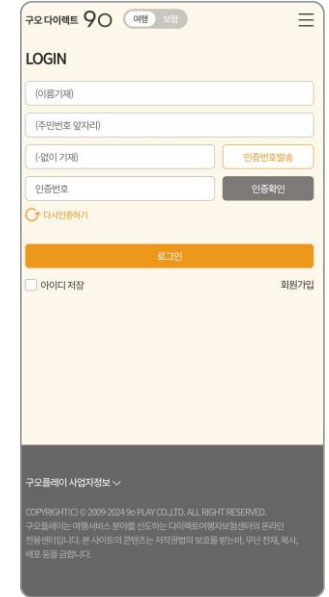 구오 다이렉트 90 여행 보험
LOGIN
(이름기재)
(주민번호 앞자리)
(-없이 기재) 인증번호발송
인증번호 인증확인
다시인증하기
로그인
아이디 저장 회원가입
구오플레이 사업자정보
COPYRIGHT(C) © 2009-2024 9o PLAY CO.,LTD. ALL RIGHT RESERVED.
구오플레이는 여행서비스 분야를 선도하는 다이렉트여행자보험센터의 온라인
전용센터입니다. 본 사이트의 콘텐츠는 저작권법의 보호를 받는바, 무단 전재, 복사,
배포 등을 금합니다.